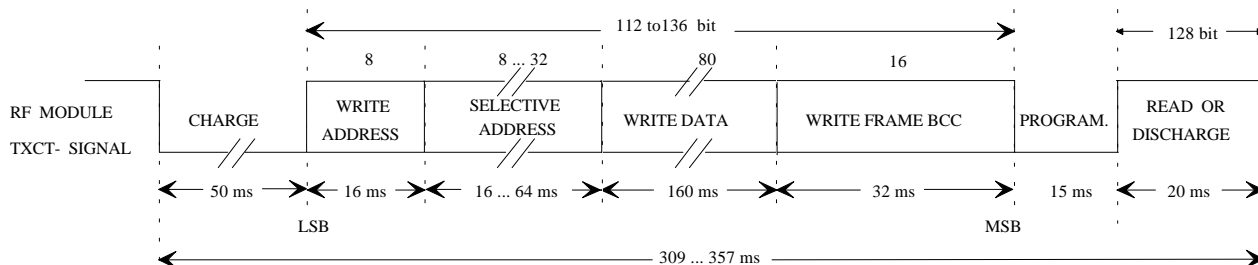 112 to136 bit
128 bit
8
8 ... 32
80
16
RF MODULE
TXCT- SIGNAL
CHARGE
WRITE
ADDRESS
SELECTIVE
ADDRESS
WRITE DATA
WRITE FRAME BCC
PROGRAM.
READ OR
DISCHARGE
50 ms
16 ms
16 ... 64 ms
160 ms
32 ms
15 ms
20 ms
LSB
MSB
309 ... 357 ms